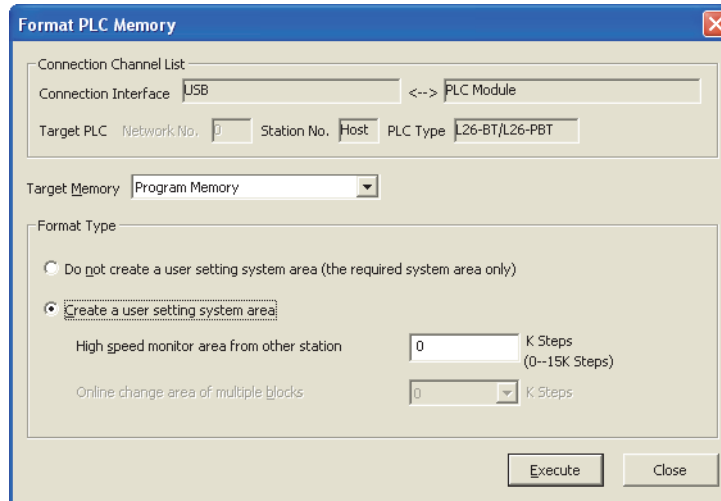 Format PLC Memory
Connection Channel List
Connection Interface USB <--> PLC Module
Target PLC Network No. 0 Station No. Host PLC Type L26-BT/L26-PBT
Target Memory Program Memory
Format Type
Do not create a user setting system area (the required system area only)
Create a user setting system area
High speed monitor area from other station 0 K Steps
(0--15K Steps)
Online change area of multiple blocks 0 K Steps
Execute Close